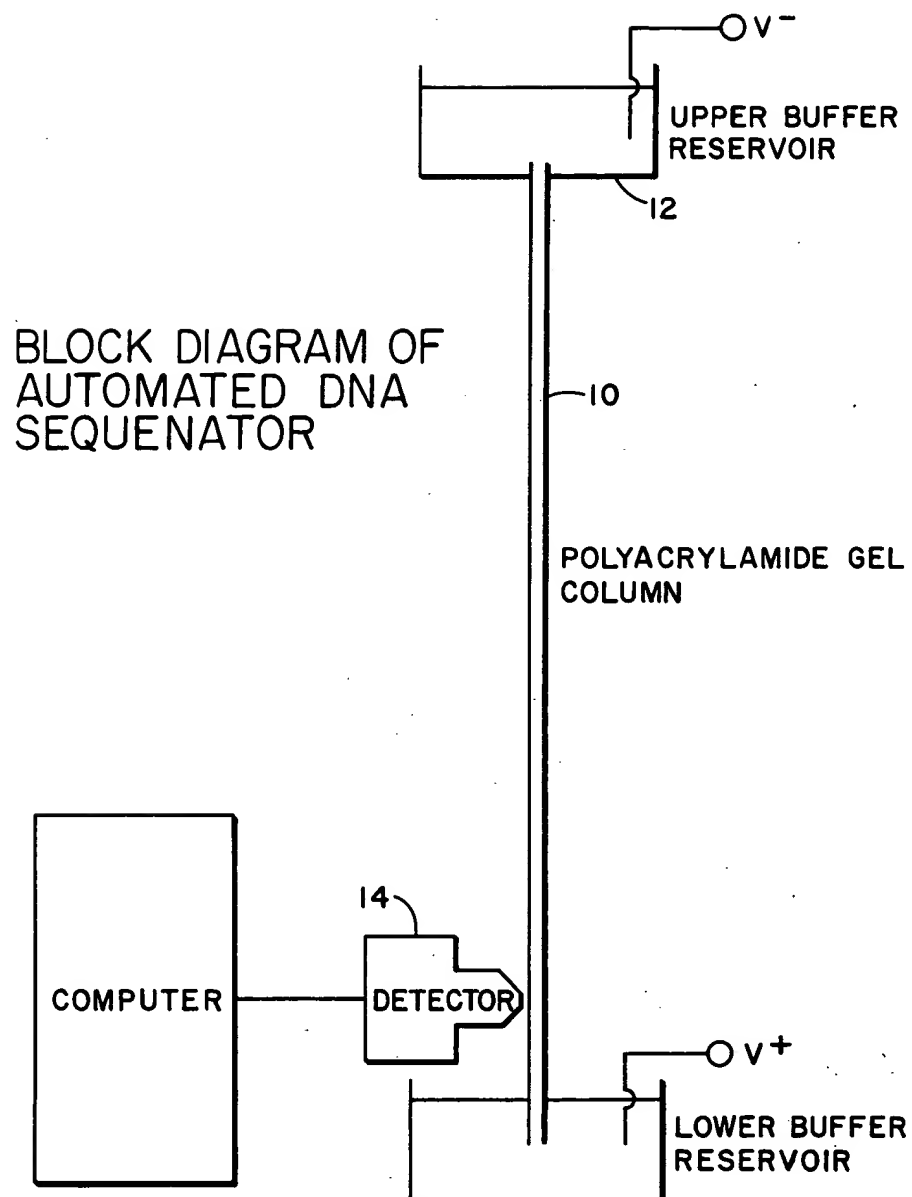 V-
UPPER BUFFER
RESERVOIR
12
BLOCK DIAGRAM OF
AUTOMATED DNA
SEQUENATOR
10
POLYACRYLAMIDE GEL
COLUMN
14
COMPUTER
DETECTOR
V+
LOWER BUFFER
RESERVOIR